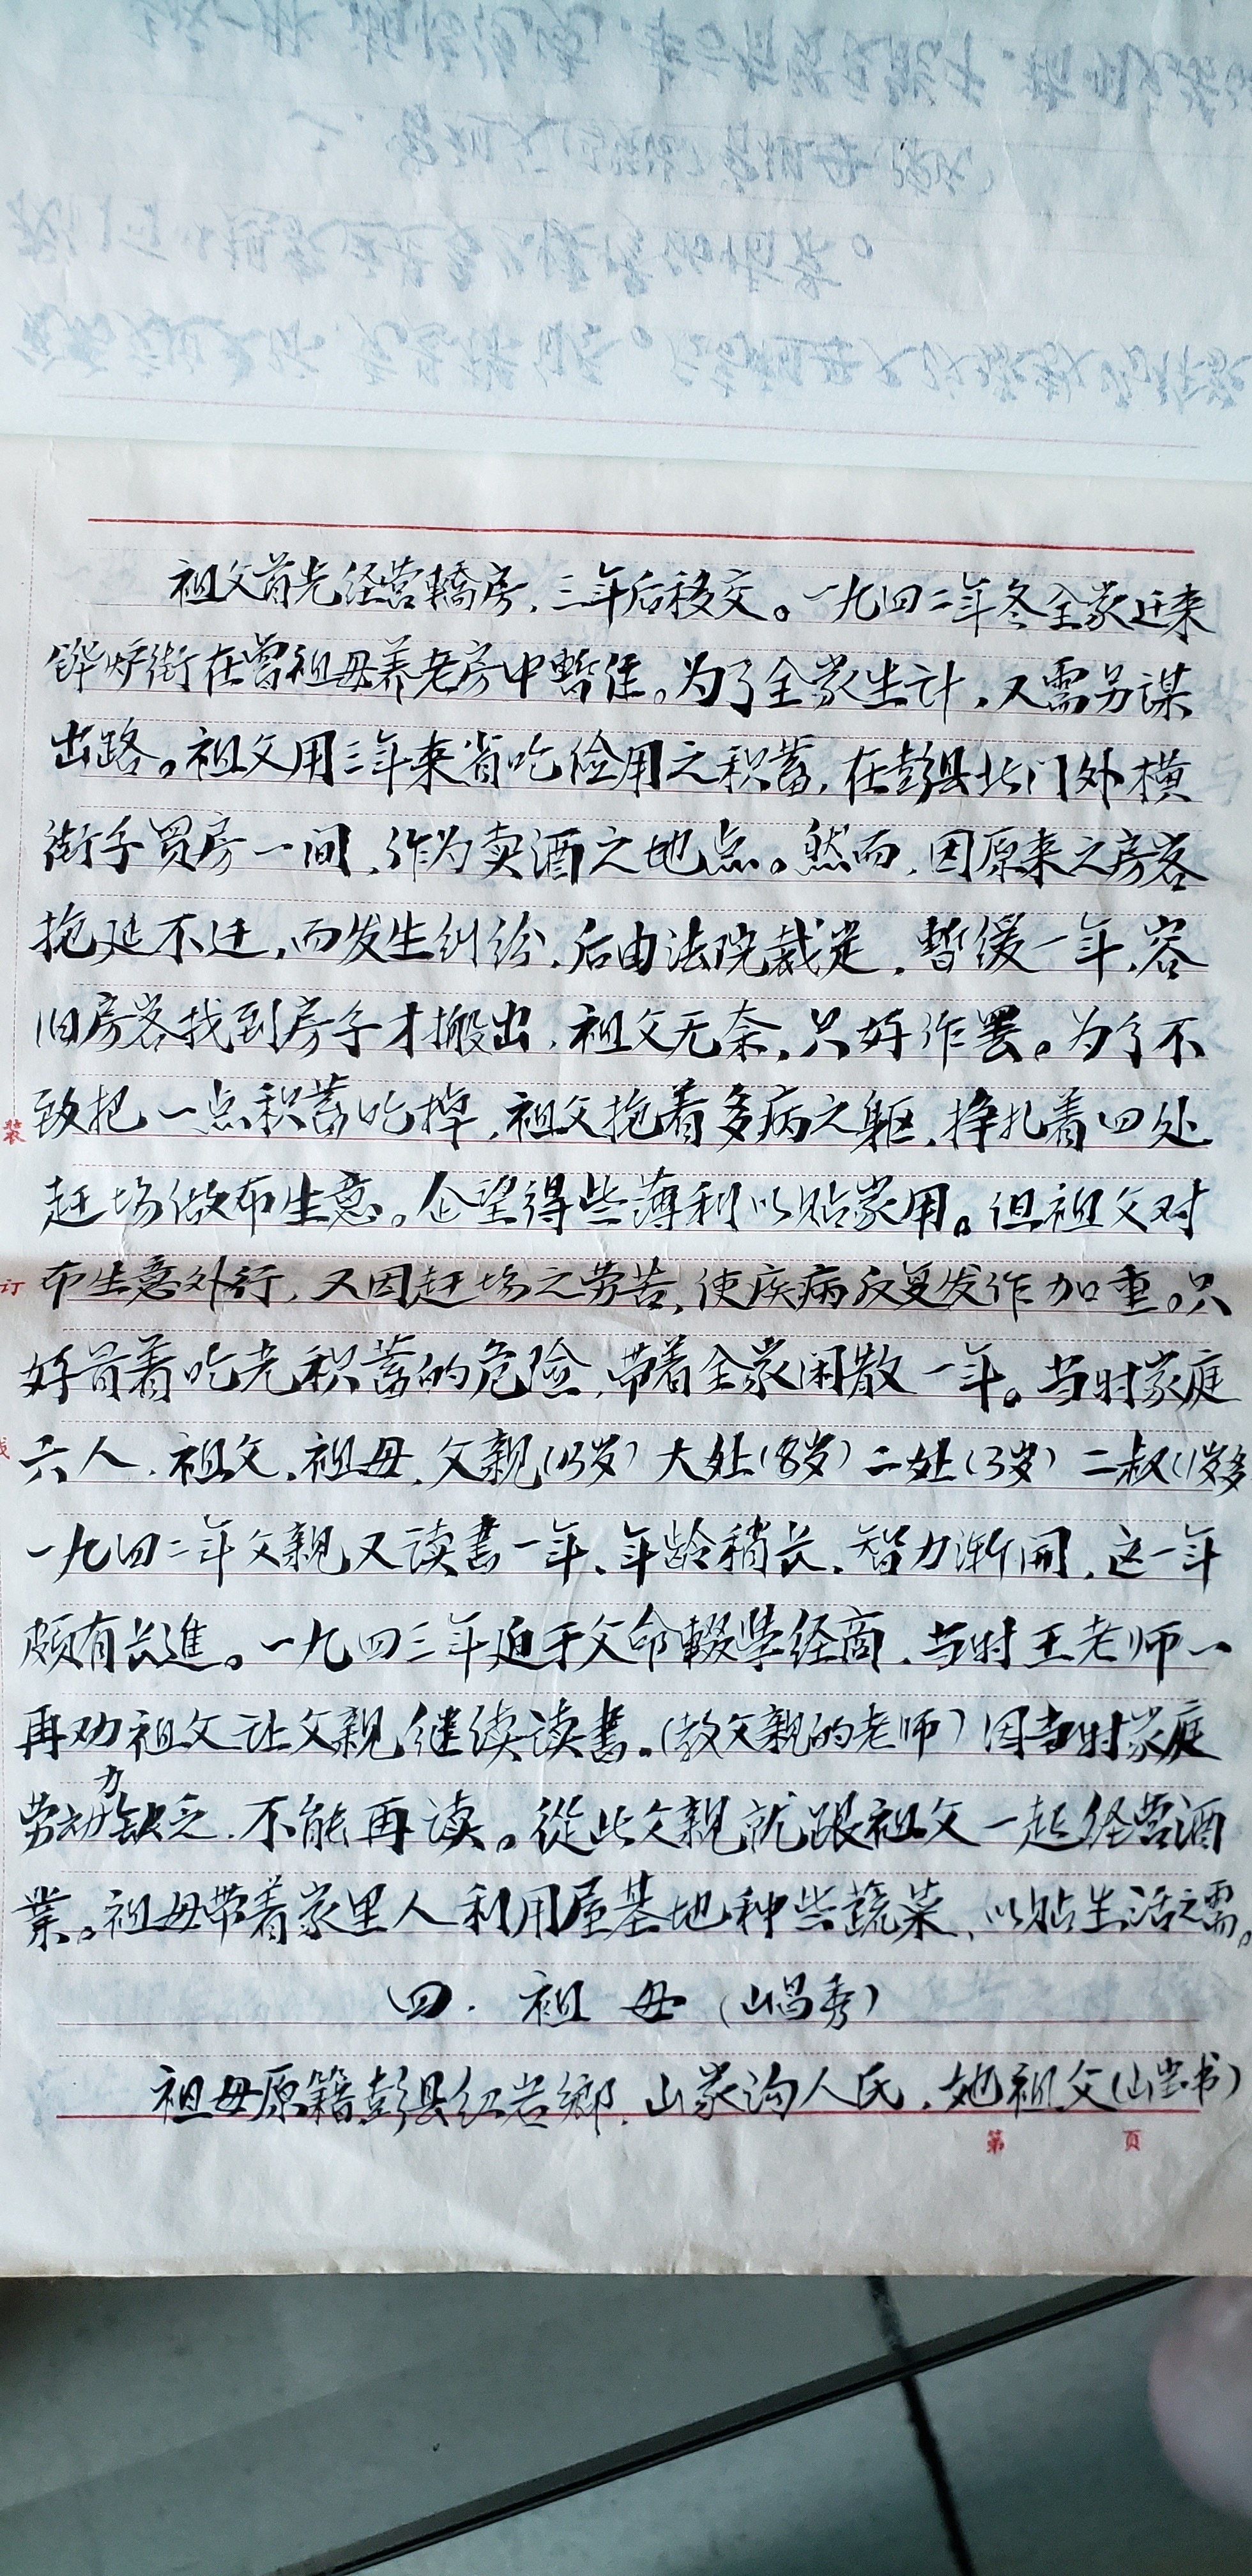 祖父首先经营轎房，三年后移交。一九四二年冬全家迁来
铧炉街在曾祖母养老房中暫住。为了全家生计，又需另谋
出路。祖父用三年来省吃俭用之积蓄，在彭县北门外横
街子買房一间，作为卖酒之地点。然而，因原来之房客
拖延不迁，而发生纠纷，后由法院裁定，暫缓一年，容
旧房客找到房子才搬出，祖父无奈，只好作罢。为了不
致把一点积蓄吃掉，祖父拖着多病之躯，挣扎着四处
赶场做布生意。企望得些薄利以贴家用。但祖父对
布生意外行，又因赶场之劳苦，使疾病反复发作加重。只
好冒着吃光积蓄的危险，带着全家闲散一年。当时家庭
六人，祖父、祖母、父親（13岁）大处（8岁）二处（3岁）二叔（1岁多
一九四二年父親又读書一年、年龄稍长，智力渐開，这一年
颇有长進。一九四三年迫于父命輟学经商，当时王老师一
再劝祖父让父親继续读書。（教父親的老师）因当时家庭
劳动力缺乏，不能再读。從此父親就跟祖父一起经营酒
業。祖母带着家里人利用屋基地种些蔬菜、以贴生活之需。
四．祖母（山昌秀）
祖母原籍彭县红岩鄉，山家沟人氏，她祖父（山 书）
装
订
第 页